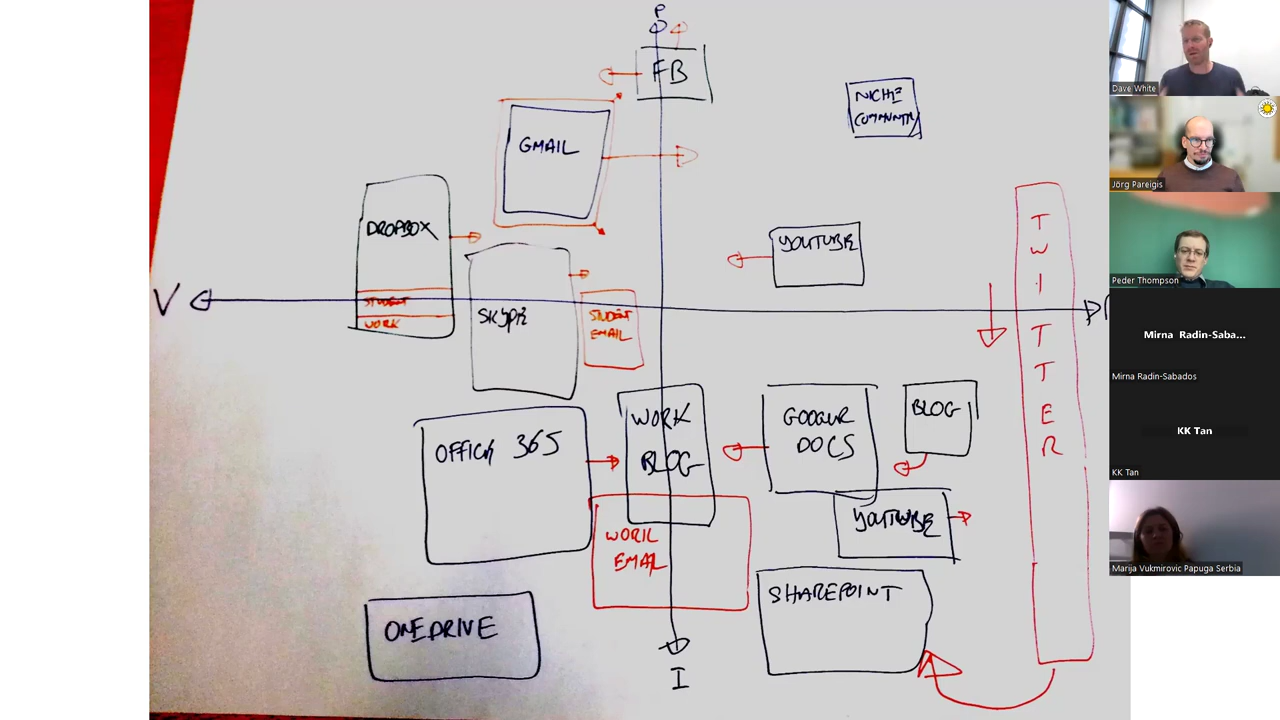 P
FB
NICHE
COMMUNITY
GMAIL
DROPBOX
YOUTUBE
TWITTER
V
STUDENT
WORK
SKYPE
STUDENT
EMAIL
OFFICE 365
WORK
BLOG
GOOGLE
DOCS
BLOG
YOUTUBE
WORK
EMAIL
SHAREPOINT
ONEDRIVE
I
Dave White
Jörg Pareigis
Peder Thompson
Mirna Radin-Saba...
Mirna Radin-Sabados
KK Tan
KK Tan
Marija Vukmirovic Papuga Serbia